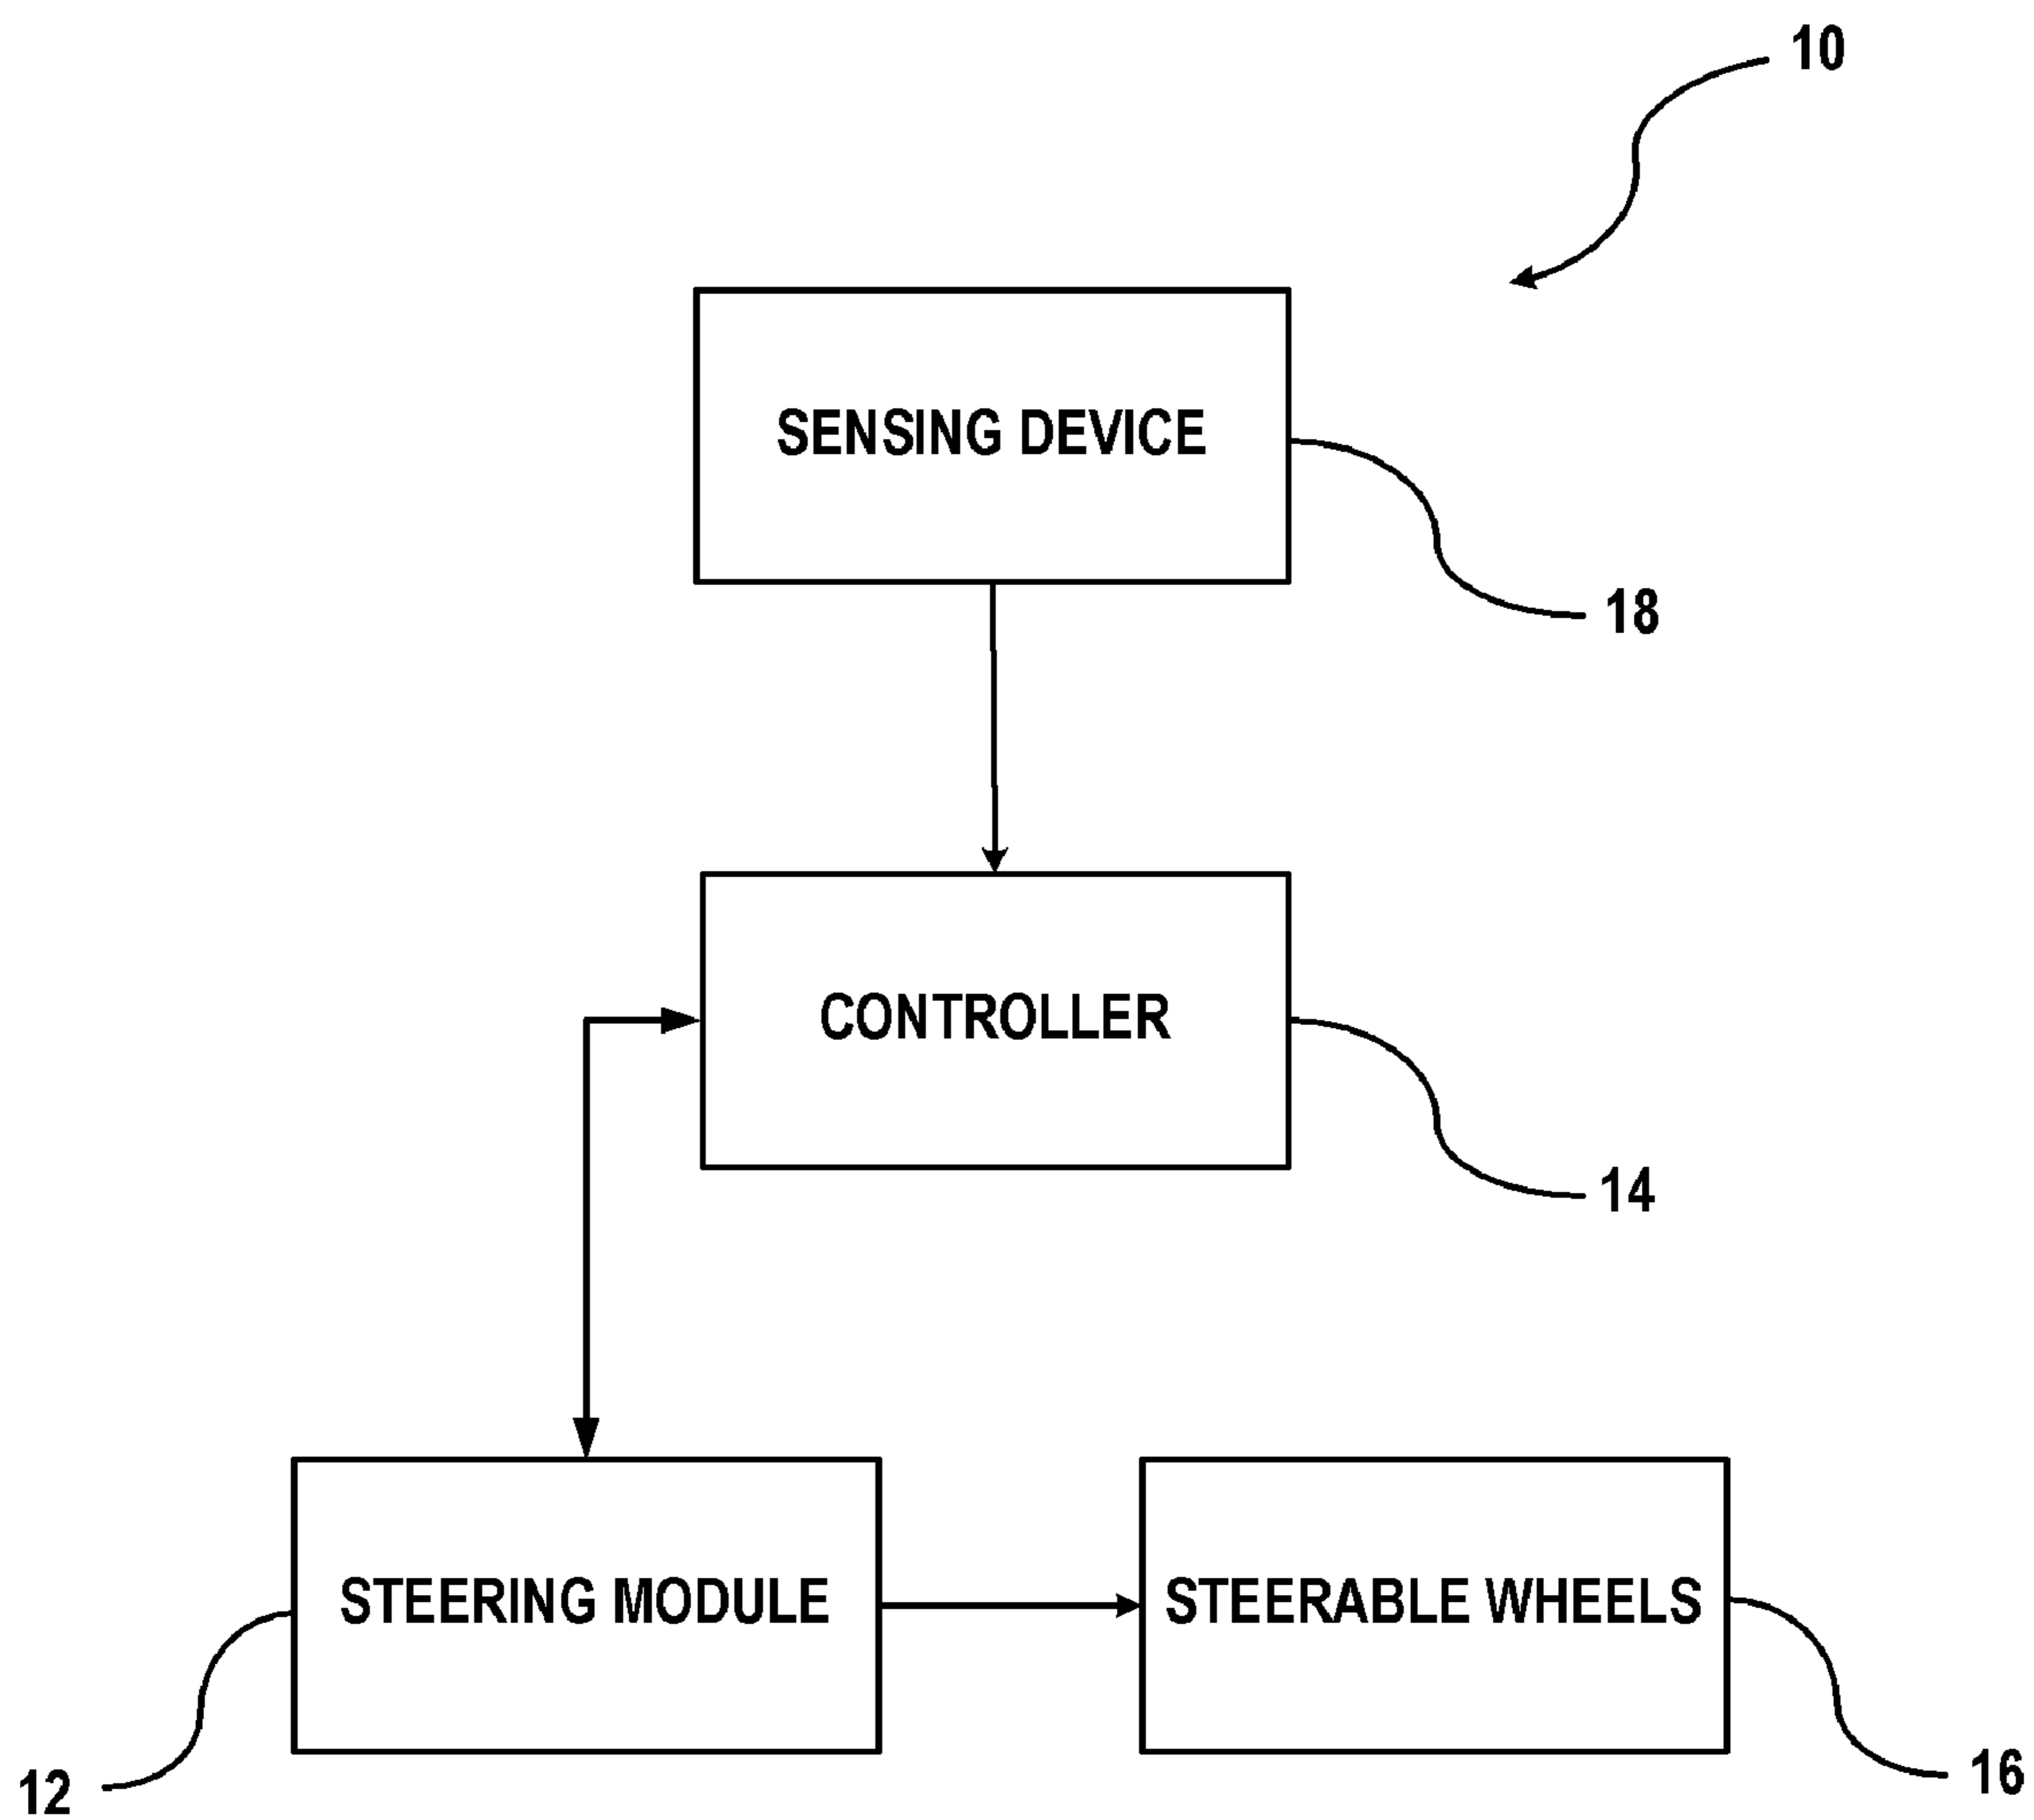 10
SENSING DEVICE
18
CONTROLLER
14
STEERING MODULE
STEERABLE WHEELS
12
16